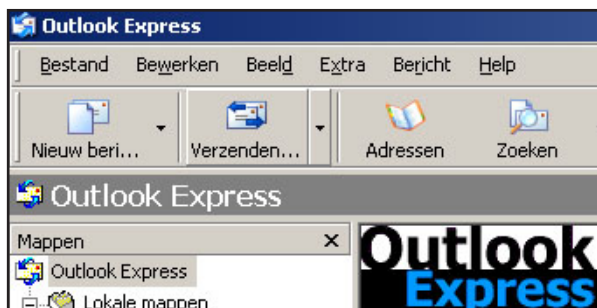 Outlook Express
Bestand Bewerken Beeld Extra Bericht Help
Nieuw beri... Verzenden... Adressen Zoeken
Outlook Express
Mappen
Outlook Express
Lokale mappen
Outlook
Express